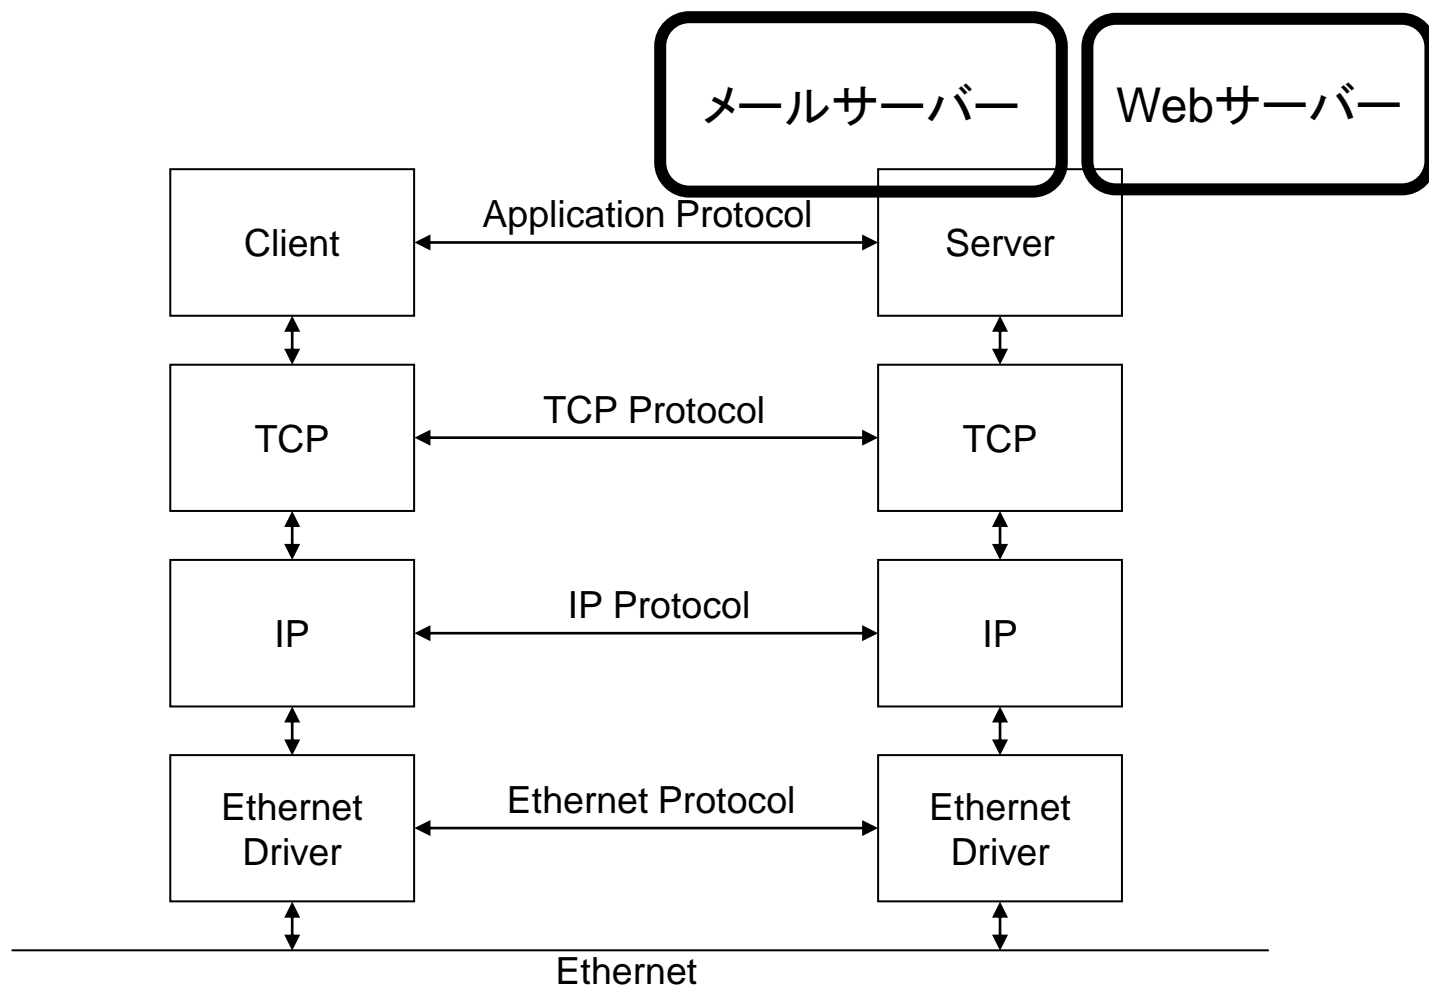 メールサーバー
Webサーバー
Application Protocol
Client
Server
TCP Protocol
TCP
TCP
IP Protocol
IP
IP
Ethernet Protocol
Ethernet
Driver
Ethernet
Driver
Ethernet